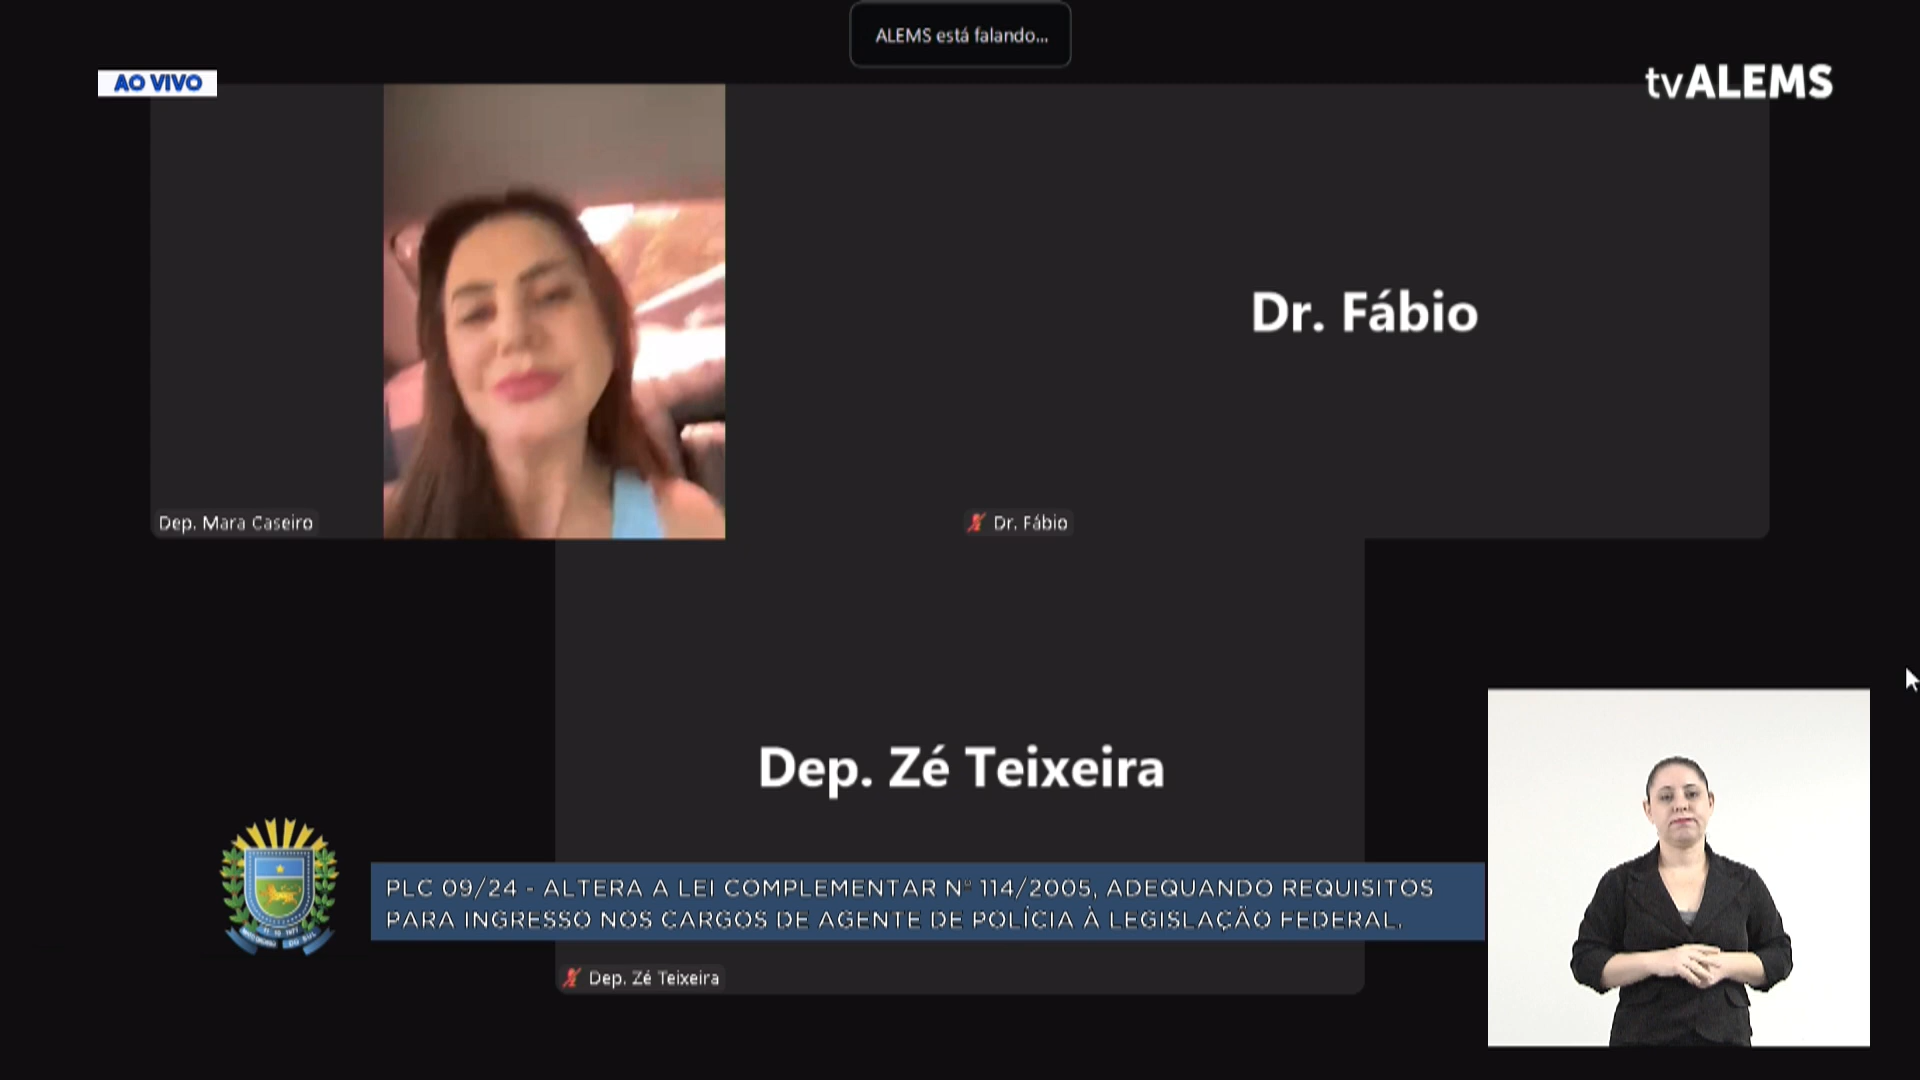 ALEMS está falando...
AO VIVO
tvALEMS
Dr. Fábio
Dep. Mara Caseiro
Dr. Fábio
Dep. Zé Teixeira
PLC 09/24 - ALTERA A LEI COMPLEMENTAR Nº 114/2005, ADEQUANDO REQUISITOS
PARA INGRESSO NOS CARGOS DE AGENTE DE POLÍCIA À LEGISLAÇÃO FEDERAL.
Dep. Zé Teixeira